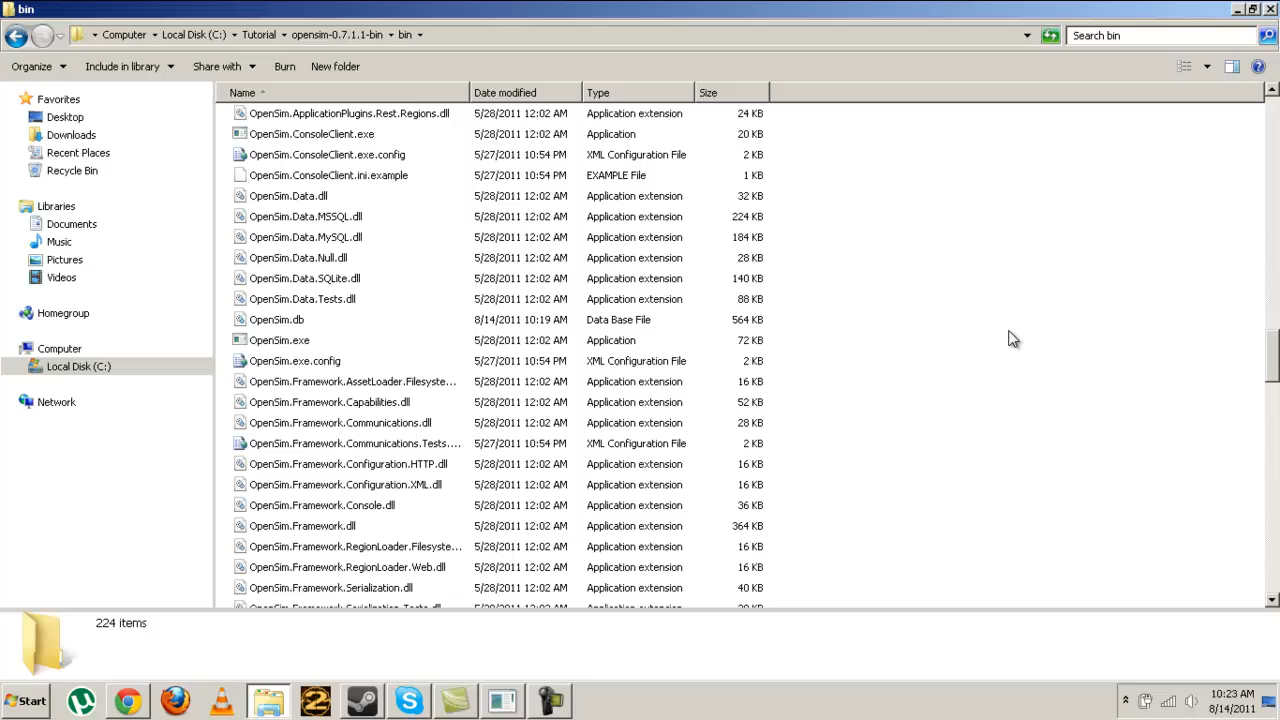 bin
Computer Local Disk (C:) Tutorial opensim-0.7.1.1-bin bin
Search bin
Organize Include in library Share with Burn New folder
Favorites
Desktop
Downloads
Recent Places
Recycle Bin
Libraries
Documents
Music
Pictures
Videos
Homegroup
Computer
Local Disk (C:)
Network
Name Date modified Type Size
OpenSim.ApplicationPlugins.Rest.Regions.dll 5/28/2011 12:02 AM Application extension 24 KB
OpenSim.ConsoleClient.exe 5/28/2011 12:02 AM Application 20 KB
OpenSim.ConsoleClient.exe.config 5/27/2011 10:54 PM XML Configuration File 2 KB
OpenSim.ConsoleClient.ini.example 5/27/2011 10:54 PM EXAMPLE File 1 KB
OpenSim.Data.dll 5/28/2011 12:02 AM Application extension 32 KB
OpenSim.Data.MSSQL.dll 5/28/2011 12:02 AM Application extension 224 KB
OpenSim.Data.MySQL.dll 5/28/2011 12:02 AM Application extension 184 KB
OpenSim.Data.Null.dll 5/28/2011 12:02 AM Application extension 28 KB
OpenSim.Data.SQLite.dll 5/28/2011 12:02 AM Application extension 140 KB
OpenSim.Data.Tests.dll 5/28/2011 12:02 AM Application extension 88 KB
OpenSim.db 8/14/2011 10:19 AM Data Base File 564 KB
OpenSim.exe 5/28/2011 12:02 AM Application 72 KB
OpenSim.exe.config 5/27/2011 10:54 PM XML Configuration File 2 KB
OpenSim.Framework.AssetLoader.Filesyste... 5/28/2011 12:02 AM Application extension 16 KB
OpenSim.Framework.Capabilities.dll 5/28/2011 12:02 AM Application extension 52 KB
OpenSim.Framework.Communications.dll 5/28/2011 12:02 AM Application extension 28 KB
OpenSim.Framework.Communications.Tests.... 5/27/2011 10:54 PM XML Configuration File 2 KB
OpenSim.Framework.Configuration.HTTP.dll 5/28/2011 12:02 AM Application extension 16 KB
OpenSim.Framework.Configuration.XML.dll 5/28/2011 12:02 AM Application extension 16 KB
OpenSim.Framework.Console.dll 5/28/2011 12:02 AM Application extension 36 KB
OpenSim.Framework.dll 5/28/2011 12:02 AM Application extension 364 KB
OpenSim.Framework.RegionLoader.Filesyste... 5/28/2011 12:02 AM Application extension 16 KB
OpenSim.Framework.RegionLoader.Web.dll 5/28/2011 12:02 AM Application extension 16 KB
OpenSim.Framework.Serialization.dll 5/28/2011 12:02 AM Application extension 40 KB
224 items
Start
10:23 AM
8/14/2011